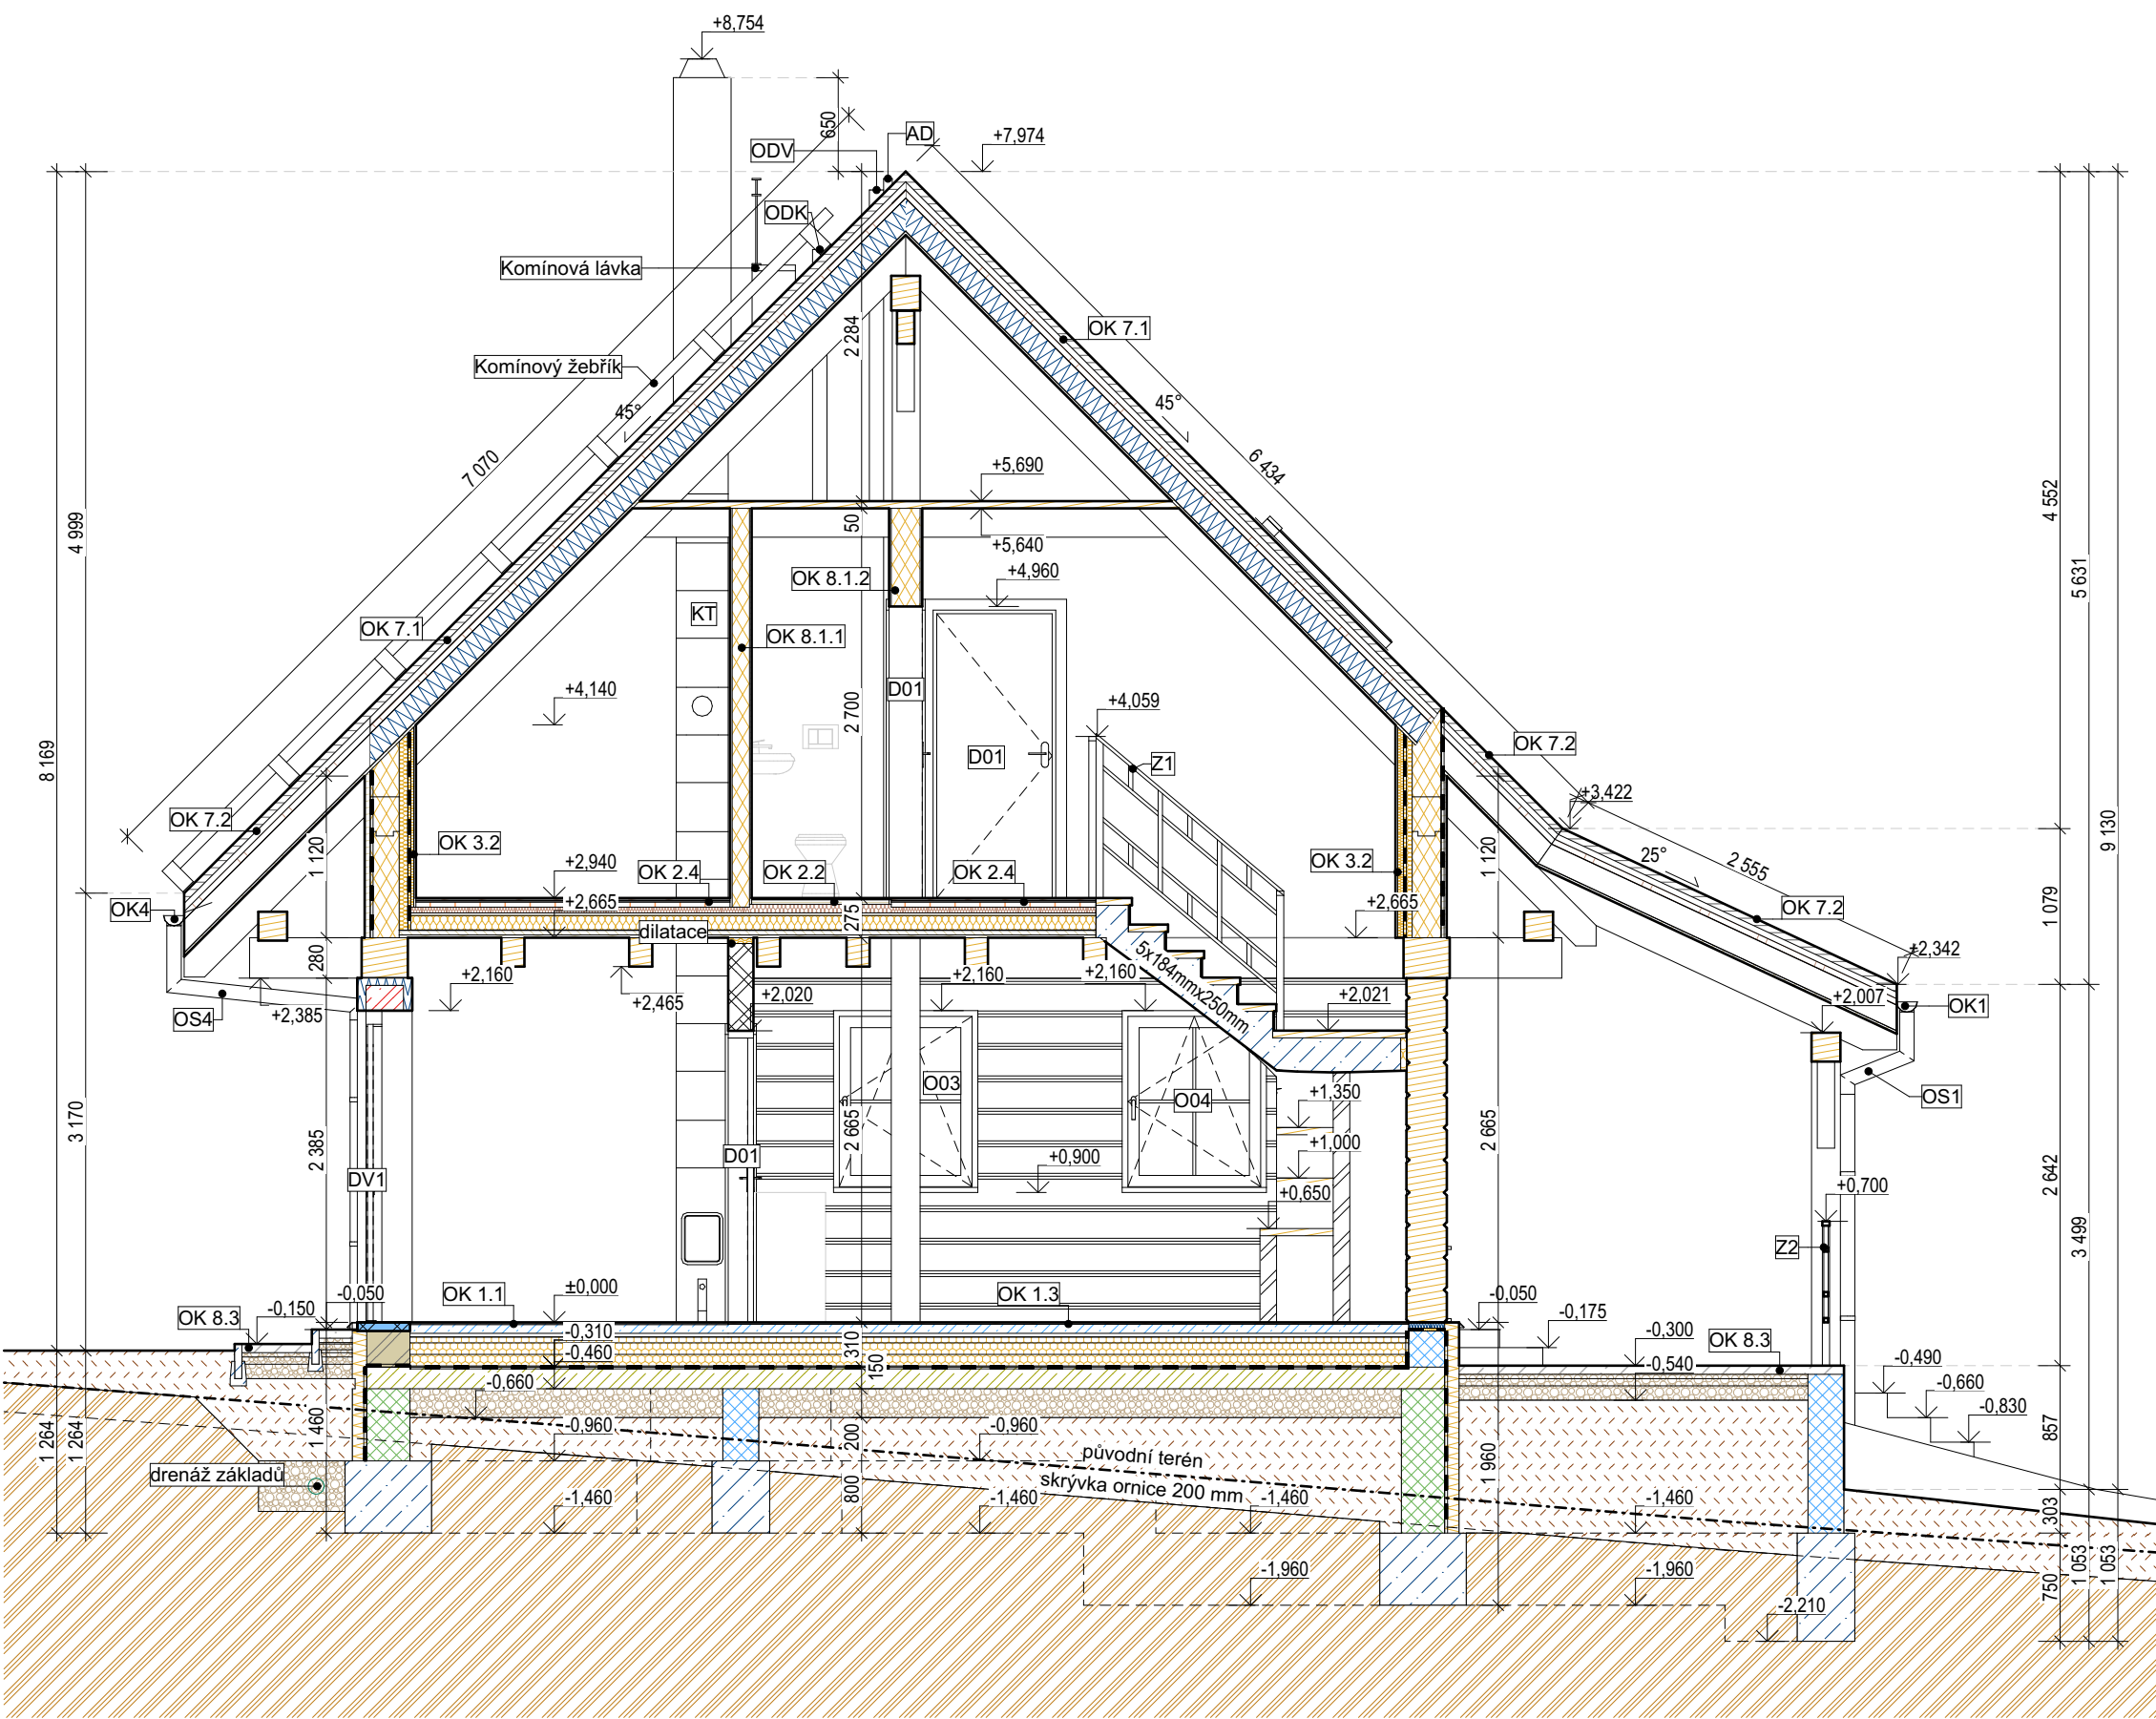 +8,754
650
AD
+7,974
ODV
ODK
Komínová lávka
Komínový žebřík
OK 7.1
45°
45°
7 070
6 434
2 284
4 999
4 552
5 631
8 169
9 130
+5,690
50
+5,640
+4,960
OK 8.1.2
KT
OK 7.1
OK 8.1.1
D01
+4,140
2 700
+4,059
D01
Z1
OK 7.2
+3,422
OK 7.2
1 120
OK 3.2
+2,940
OK 2.4
OK 2.2
OK 2.4
OK 3.2
1 120
25°
2 555
OK 7.2
1 079
OK4
+2,665
275
+2,665
dilatace
280
+2,160
+2,465
+2,160
+2,160
5x184mmx250mm
+2,342
+2,007
OK1
OS4
+2,385
+2,020
+2,021
O03
O04
OS1
+1,350
3 170
2 385
2 665
+1,000
2 665
D01
+0,900
DV1
+0,650
+0,700
2 642
3 499
Z2
OK 8.3
-0,150
-0,050
OK 1.1
±0,000
OK 1.3
-0,050
-0,175
-0,310
310
-0,300
OK 8.3
-0,460
150
-0,540
-0,490
-0,660
-0,660
-0,830
1 264
1 264
1 460
-0,960
200
-0,960
původní terén
857
drenáž základů
skrývka ornice 200 mm
1 960
-1,460
800
-1,460
-1,460
-1,460
303
-1,960
-1,960
750
1 053
1 053
-2,210